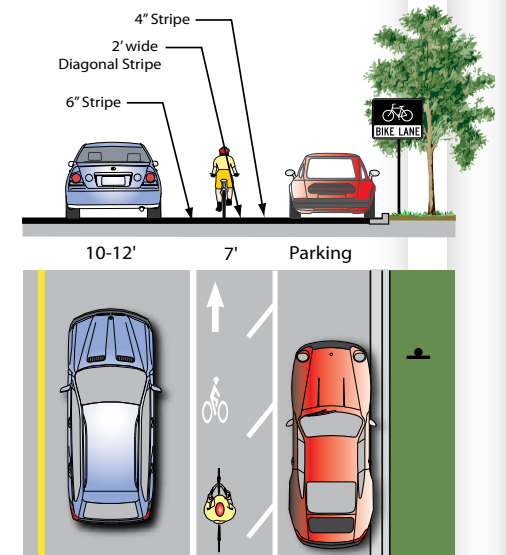 4” Stripe
2’ wide
Diagonal Stripe
6” Stripe
BIKE LANE
10-12'
7'
Parking